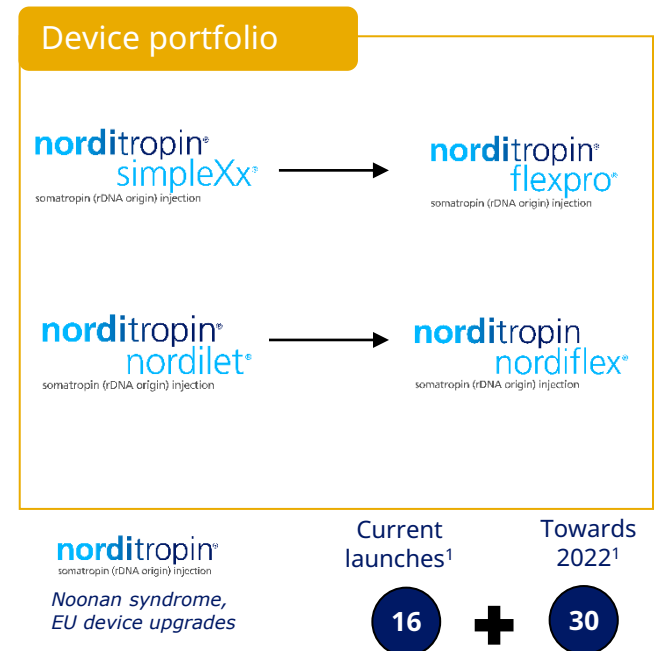 Device portfolio
norditropin®
simpleXx®
somatropin (rDNA origin) injection
norditropin®
flexpro®
somatropin (rDNA origin) injection
norditropin®
nordilet®
somatropin (rDNA origin) injection
norditropin
nordiflex®
somatropin (rDNA origin) injection
norditropin®
somatropin (rDNA origin) injection
Noonan syndrome,
EU device upgrades
Current
launches¹
Towards
2022¹
16
30